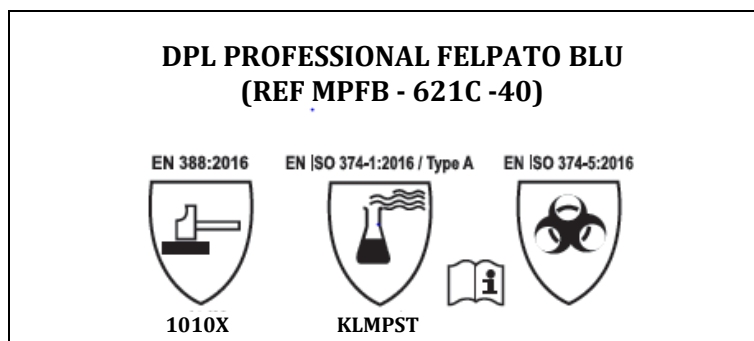 DPL PROFESSIONAL FELPATO BLU
(REF MPFB - 621C -40)
EN 388:2016
EN ISO 374-1:2016 / Type A
EN ISO 374-5:2016
i
1010X
KLMPST